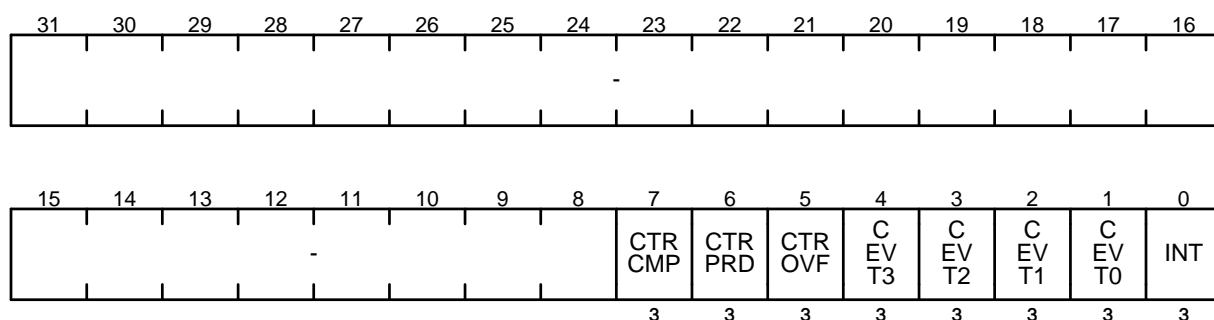 31 30 29 28 27 26 25 24 23 22 21 20 19 18 17 16
-
15 14 13 12 11 10 9 8 7 6 5 4 3 2 1 0
-
CTR CMP
CTR PRD
CTR OVF
C EV T3
C EV T2
C EV T1
C EV T0
INT
3 3 3 3 3 3 3 3